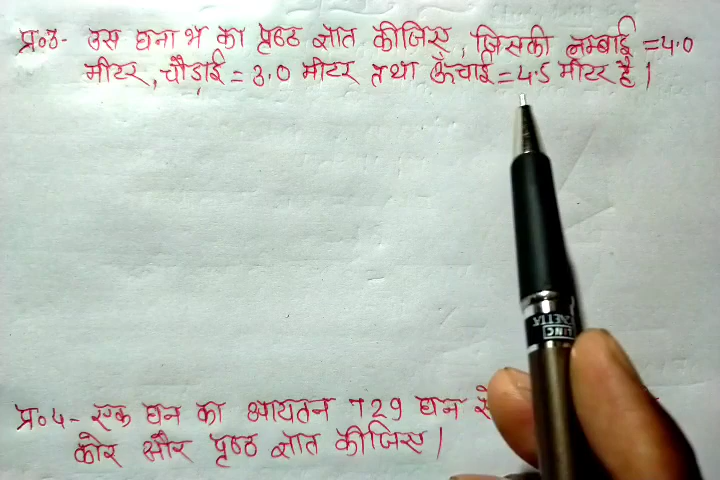 प्र०3- उस घनाभ का पृष्ठ ज्ञात कीजिए, जिसकी लम्बाई =4.0
मीटर, चौड़ाई = 3.0 मीटर तथा ऊँचाई =4.5 मीटर है।
LINC
प्र०4- एक घन का आयतन 729 घन से
कोर और पृष्ठ ज्ञात कीजिए।